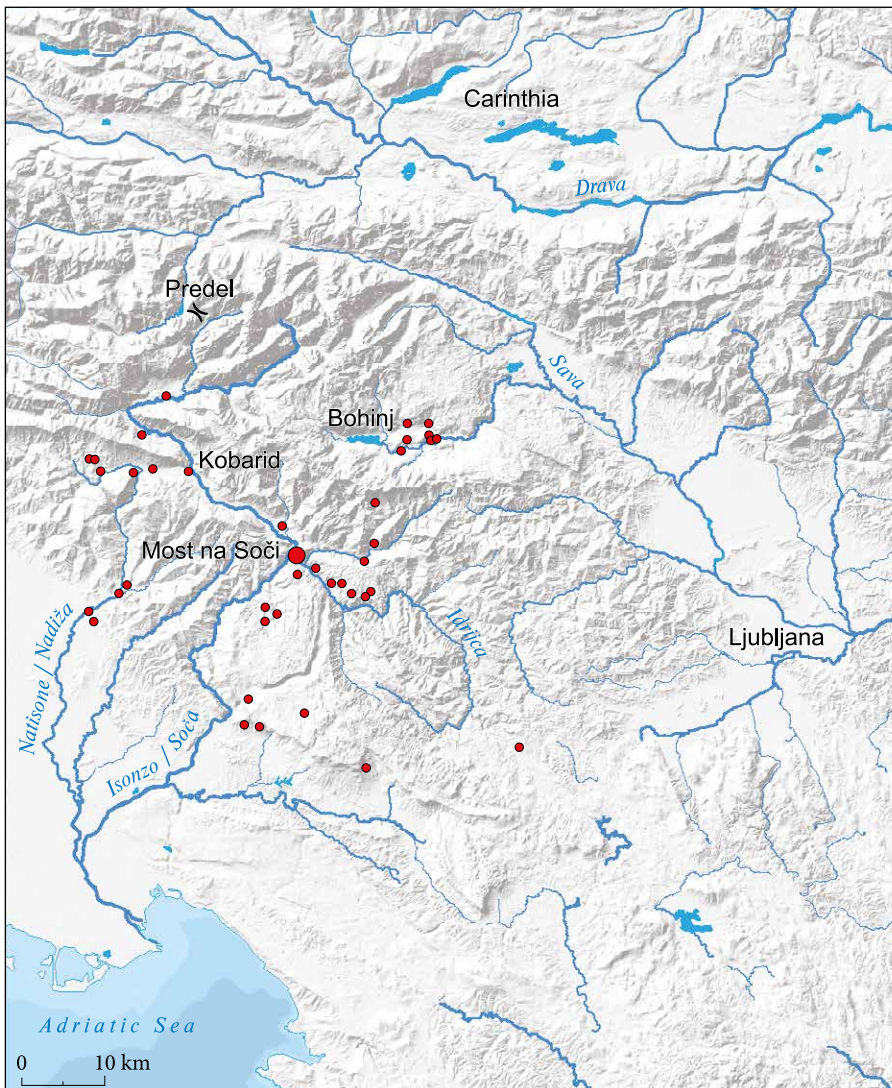 Carinthia
Drava
Predel
Sava
Bohinj
Kobarid
Most na Soči
Idrijca
Ljubljana
Natisone / Nadiža
Isonzo / Soča
Adriatic Sea
0 10 km